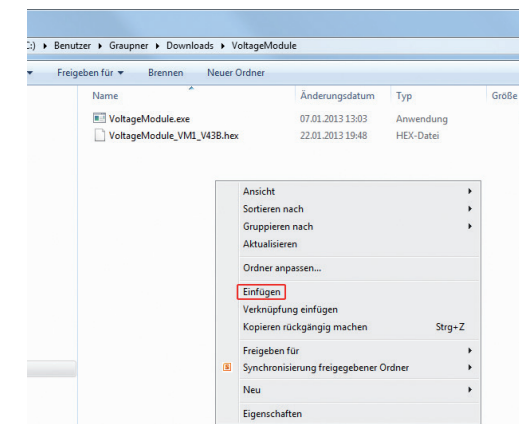 :) ▸ Benutzer ▸ Graupner ▸ Downloads ▸ VoltageModule
Freigeben für Brennen Neuer Ordner
Name Änderungsdatum Typ Größe
VoltageModule.exe 07.01.2013 13:03 Anwendung
VoltageModule_VM1_V43B.hex 22.01.2013 19:48 HEX-Datei
Ansicht
Sortieren nach
Gruppieren nach
Aktualisieren
Ordner anpassen...
Einfügen
Verknüpfung einfügen
Kopieren rückgängig machen Strg+Z
Freigeben für
Synchronisierung freigegebener Ordner
Neu
Eigenschaften